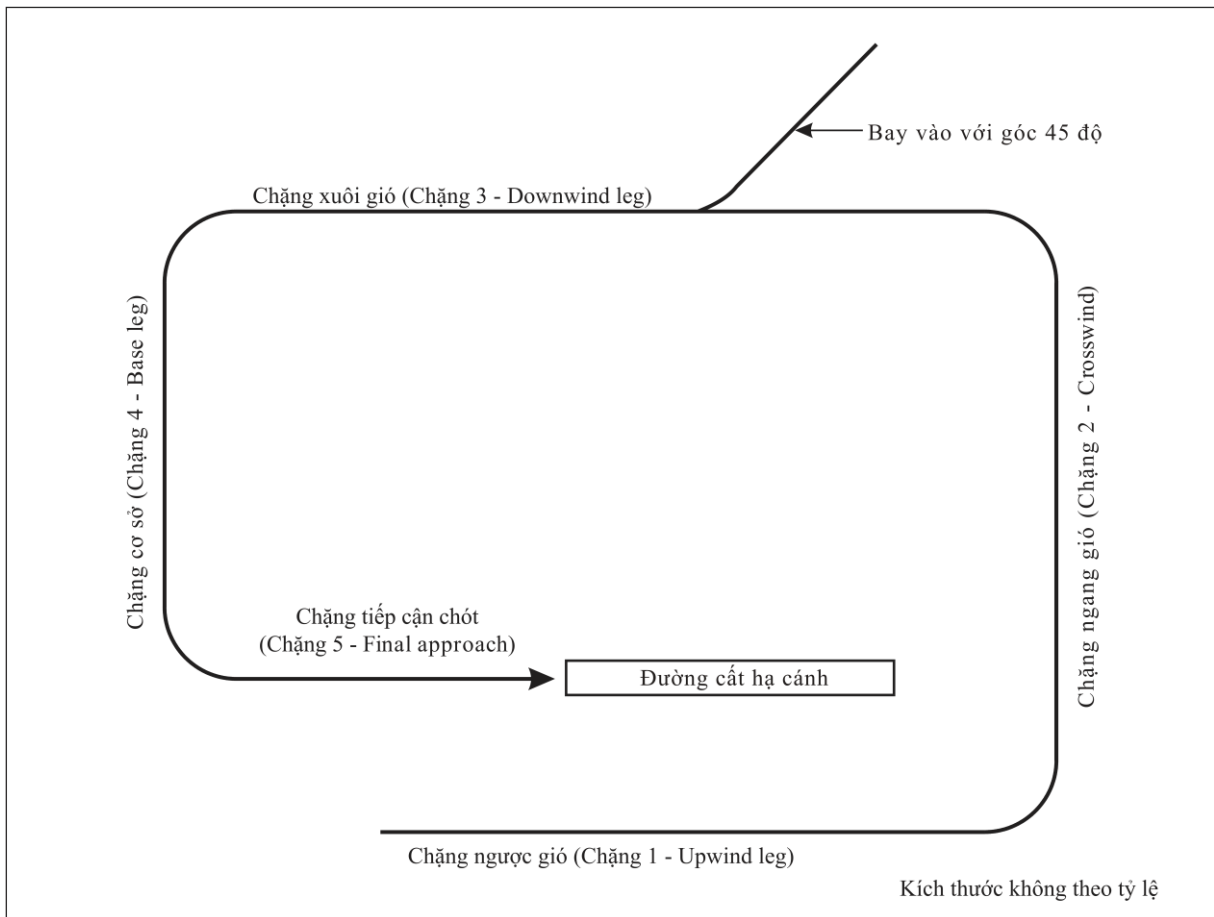 Bay vào với góc 45 độ
Chặng xuôi gió (Chặng 3 - Downwind leg)
Chặng cơ sở (Chặng 4 - Base leg)
Chặng ngang gió (Chặng 2 - Crosswind)
Chặng tiếp cận chót
(Chặng 5 - Final approach)
Đường cất hạ cánh
Chặng ngược gió (Chặng 1 - Upwind leg)
Kích thước không theo tỷ lệ